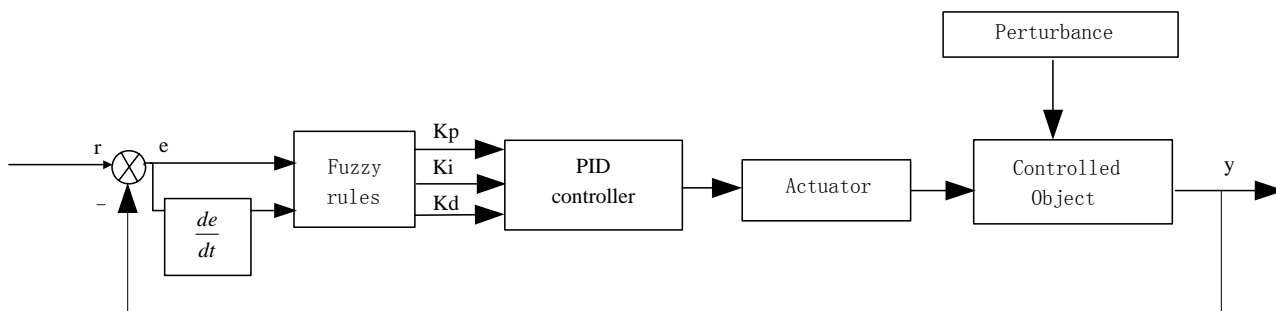 Perturbance
r
e
Fuzzy
rules
Kp
Ki
Kd
PID
controller
Actuator
Controlled
Object
y
−
de
dt